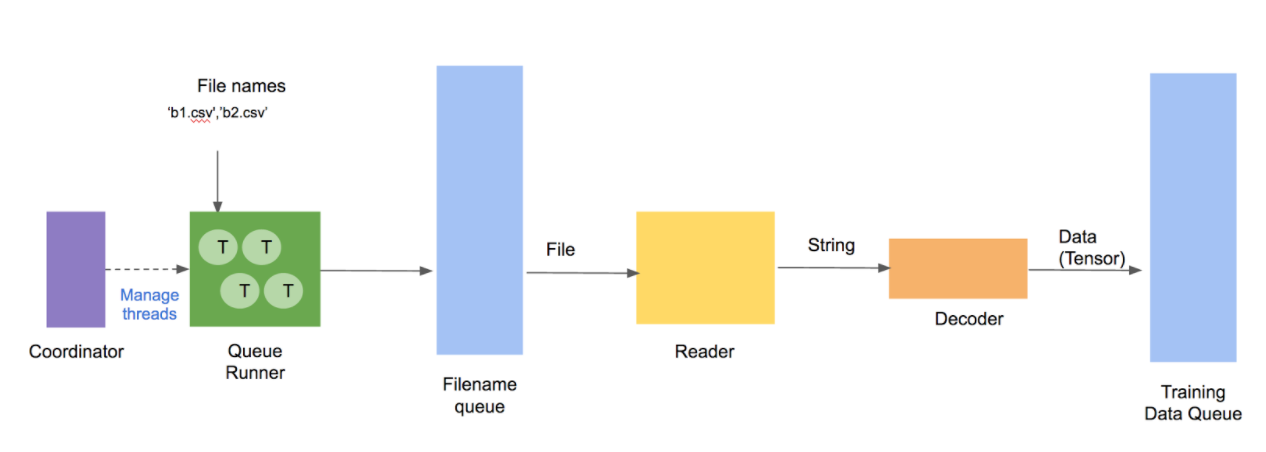 File names
'b1.csv','b2.csv'
T T
T T
Manage
threads
Coordinator
Queue
Runner
Filename
queue
File
Reader
String
Decoder
Data
(Tensor)
Training
Data Queue